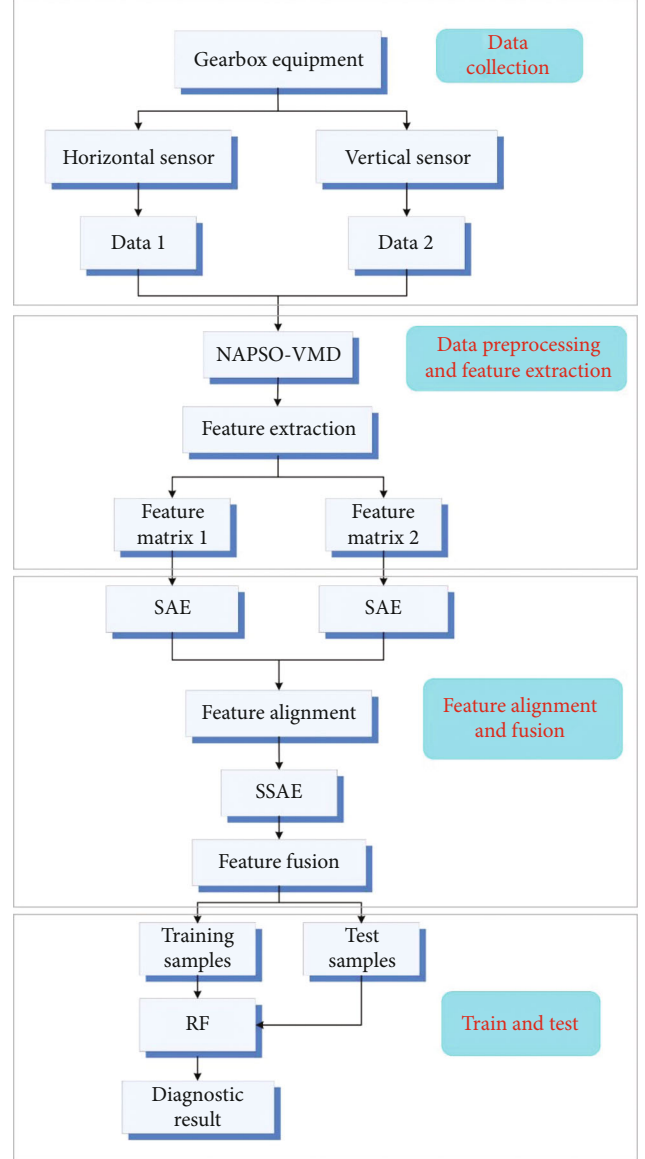 Gearbox equipment
Data
collection
Horizontal sensor
Vertical sensor
Data 1
Data 2
NAPSO-VMD
Data preprocessing
and feature extraction
Feature extraction
Feature
matrix 1
Feature
matrix 2
SAE
SAE
Feature alignment
Feature alignment
and fusion
SSAE
Feature fusion
Training
samples
Test
samples
RF
Train and test
Diagnostic
result